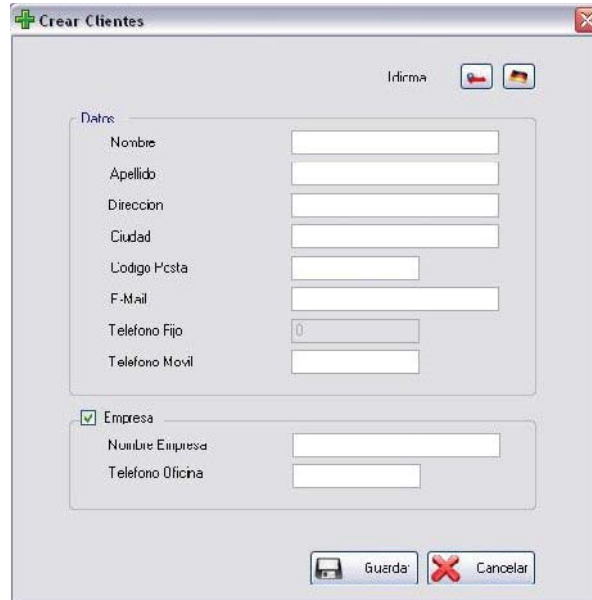 Crear Clientes
Idioma
Datos
Nombre
Apellido
Direccion
Ciudad
Codigo Posta
E-Mail
Telefono Fijo
0
Telefono Movil
Empresa
Nombre Empresa
Telefono Oficina
Guardar
Cancelar